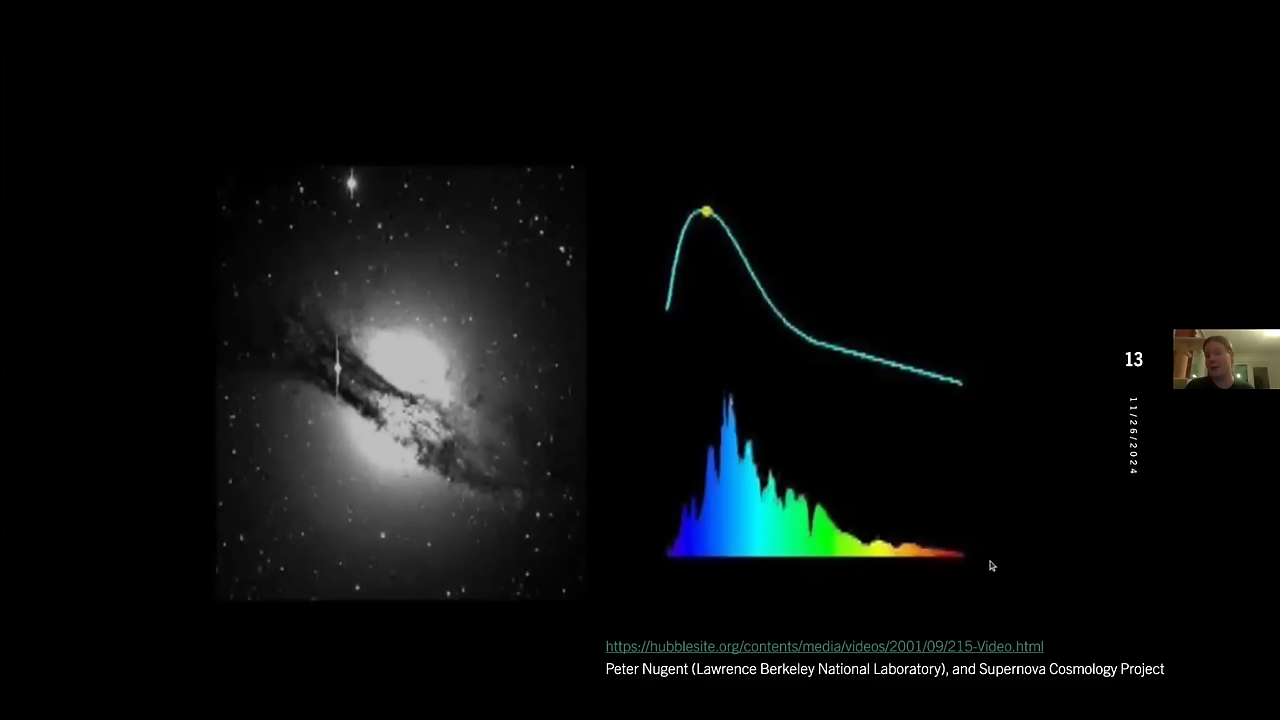 13
11/26/2024
https://hubblesite.org/contents/media/videos/2001/09/215-Video.html
Peter Nugent (Lawrence Berkeley National Laboratory), and Supernova Cosmology Project